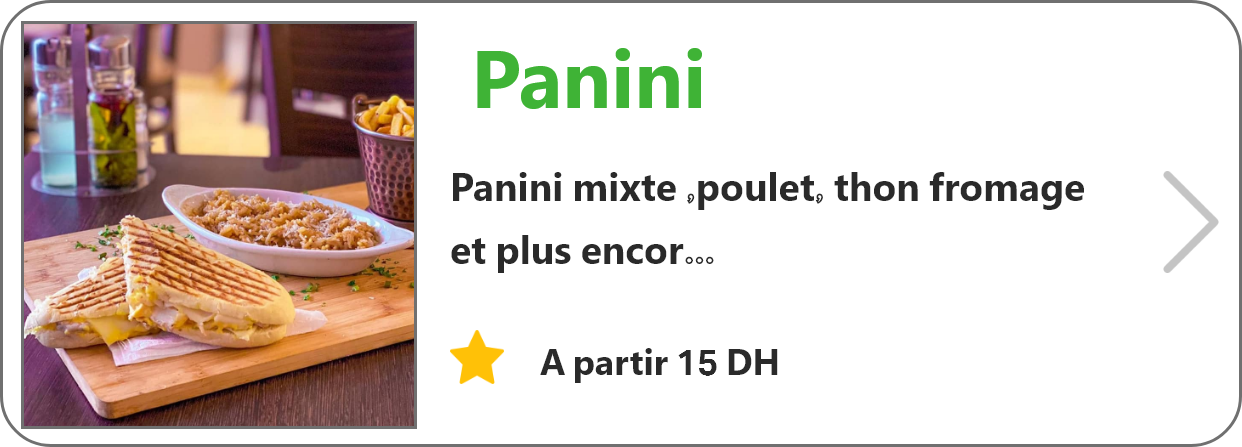 Panini
Panini mixte ,poulet, thon fromage
et plus encor...
A partir 15 DH